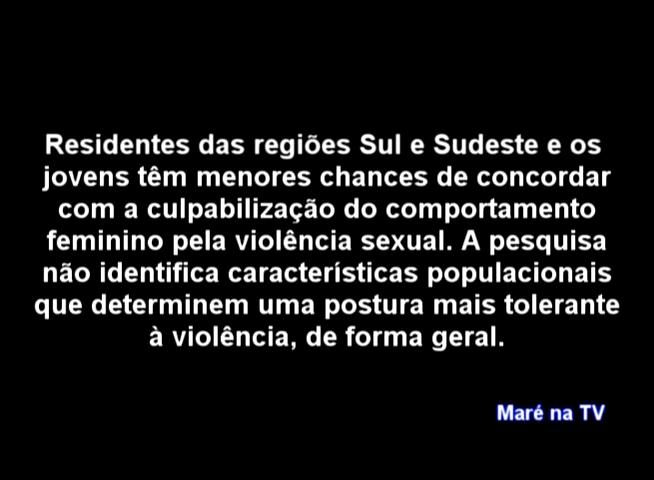 Residentes das regiões Sul e Sudeste e os
jovens têm menores chances de concordar
com a culpabilização do comportamento
feminino pela violência sexual. A pesquisa
não identifica características populacionais
que determinem uma postura mais tolerante
à violência, de forma geral.
Maré na TV